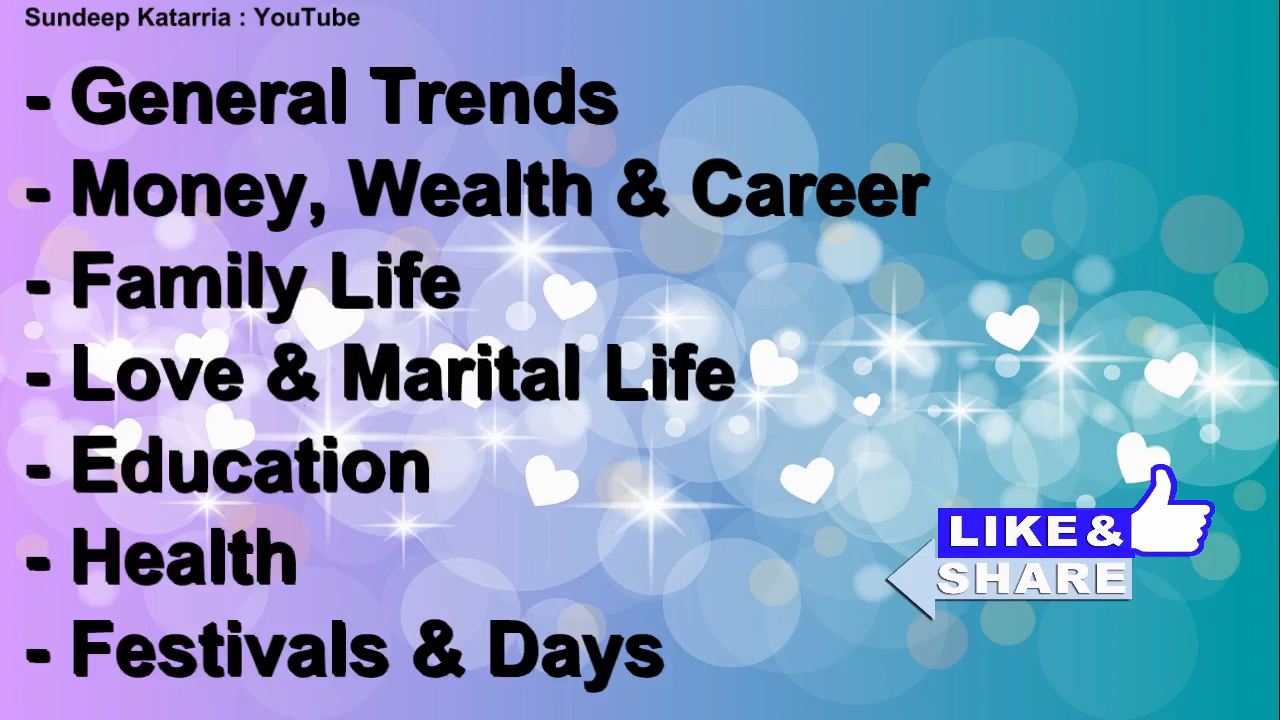 Sundeep Katarria : YouTube
- General Trends
- Money, Wealth & Career
- Family Life
- Love & Marital Life
- Education
- Health
- Festivals & Days
LIKE &
SHARE